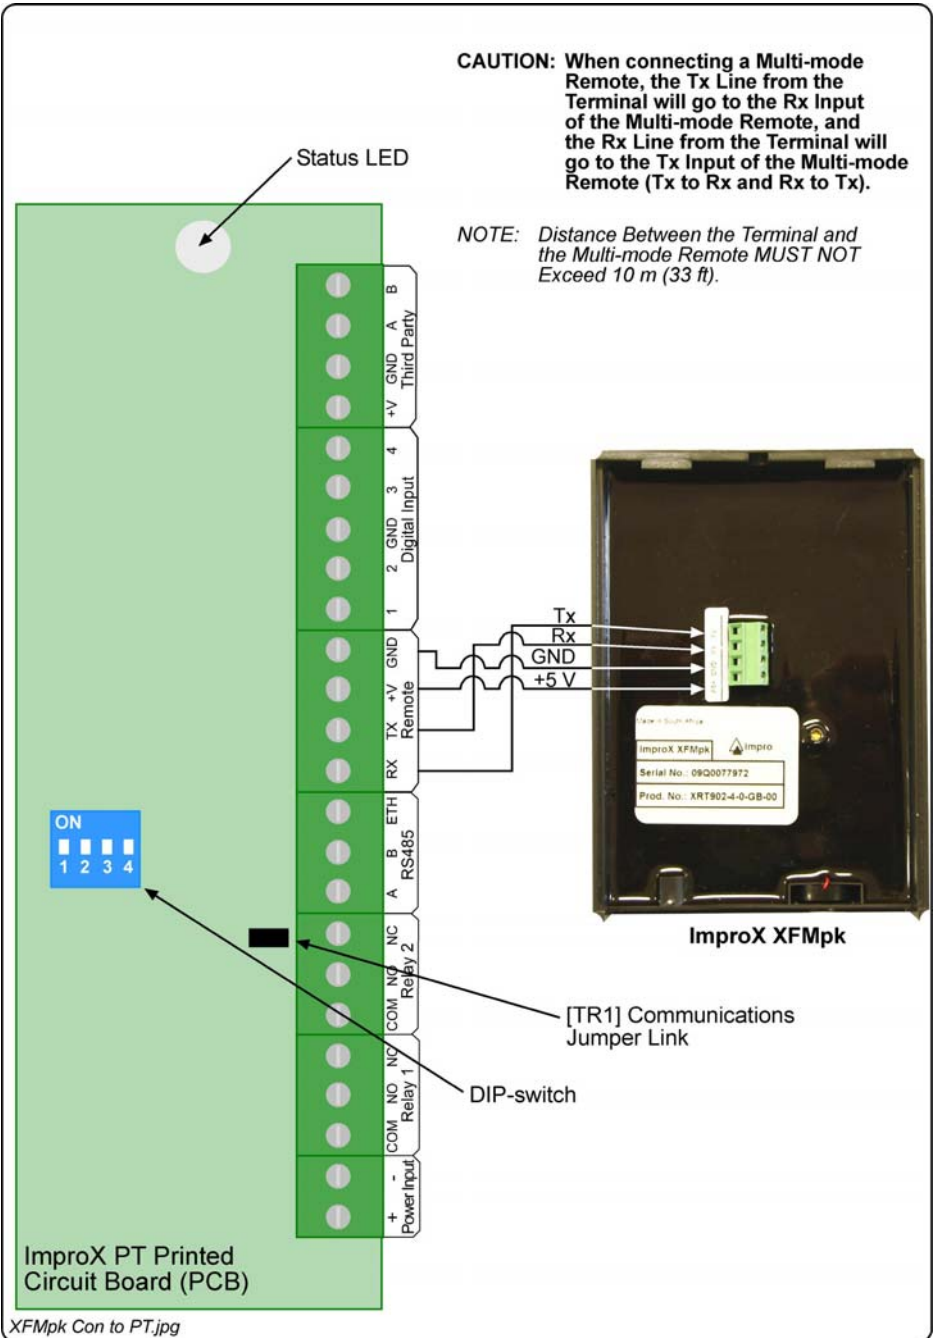 CAUTION: When connecting a Multi-mode
Remote, the Tx Line from the
Terminal will go to the Rx Input
of the Multi-mode Remote, and
the Rx Line from the Terminal will
go to the Tx Input of the Multi-mode
Remote (Tx to Rx and Rx to Tx).
NOTE: Distance Between the Terminal and
the Multi-mode Remote MUST NOT
Exceed 10 m (33 ft).
Status LED
B
A
GND
+V
Third Party
4
3
GND
2
1
Digital Input
GND
+V
TX
RX
Remote
ETH
B
A
RS485
NC
NO
COM
Relay 2
NC
NO
COM
Relay 1
-
+
Power Input
Tx
Rx
GND
+5 V
Made in South Africa
ImproX XFMpk
impro
Serial No.: 09Q0077972
Prod. No.: XRT902-4-0-GB-00
ImproX XFMpk
ON
1 2 3 4
[TR1] Communications
Jumper Link
DIP-switch
ImproX PT Printed
Circuit Board (PCB)
XFMpk Con to PT.jpg